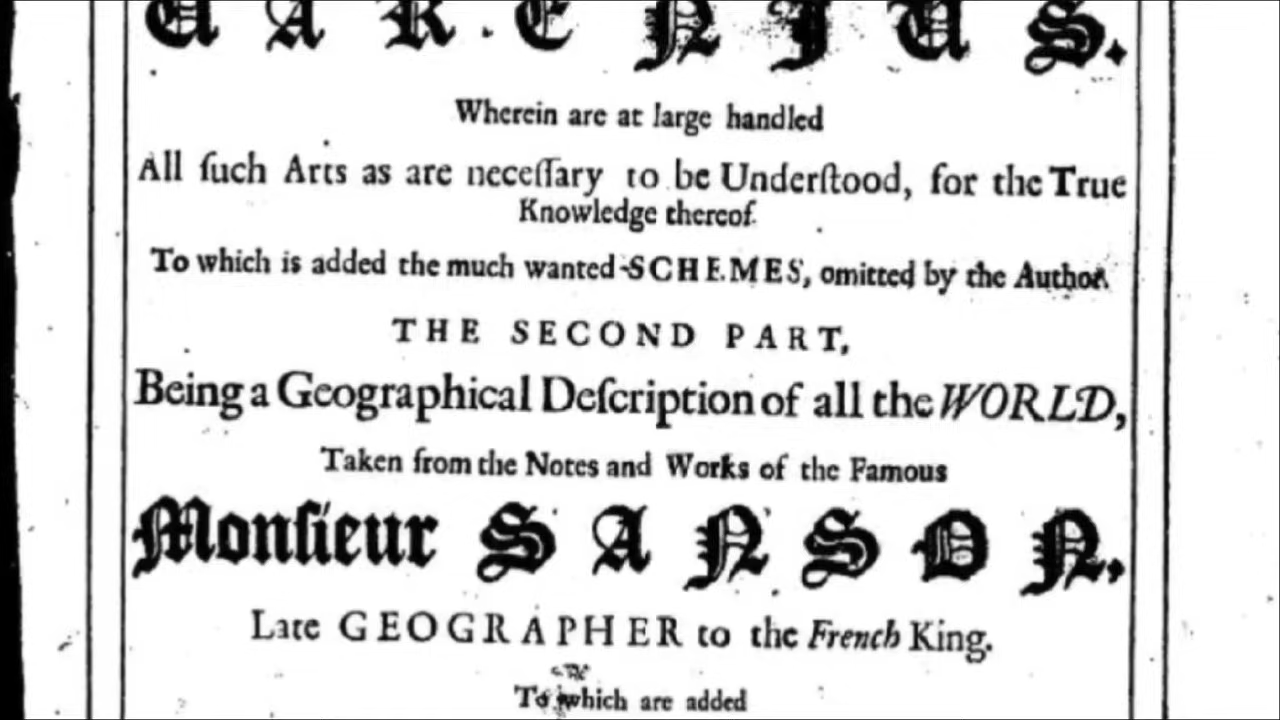 VARENIUS.
Wherein are at large handled
All ſuch Arts as are neceſſary to be Underſtood, for the True
Knowledge thereof.
To which is added the much wanted SCHEMES, omitted by the Author.
THE SECOND PART,
Being a Geographical Deſcription of all the WORLD,
Taken from the Notes and Works of the Famous
Monſieur SANSON,
Late GEOGRAPHER to the French King.
To which are added